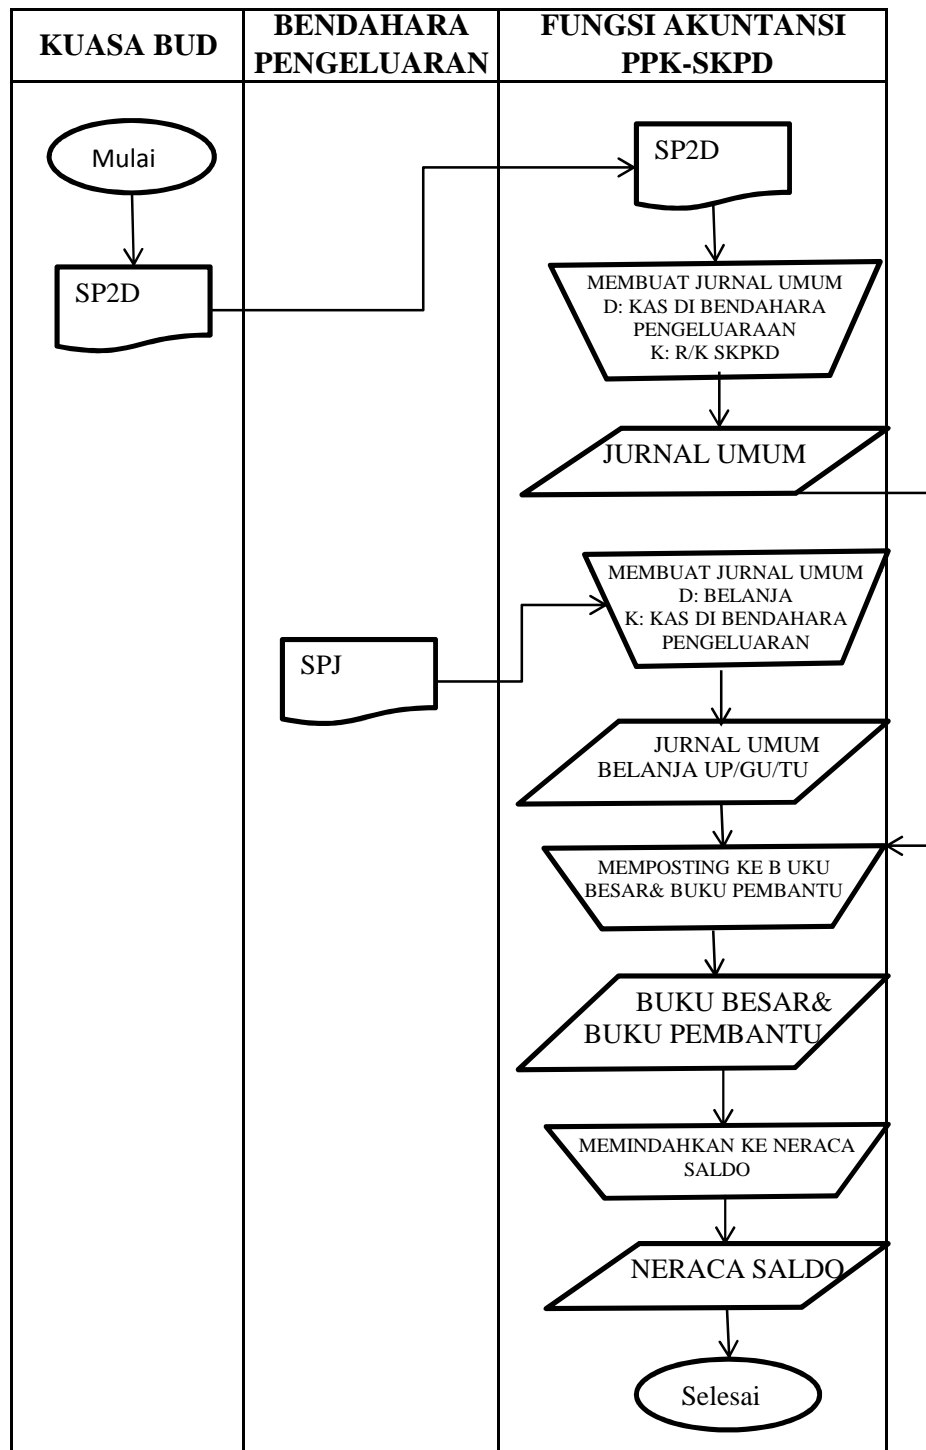 KUASA BUD
BENDAHARA
PENGELUARAN
FUNGSI AKUNTANSI
PPK-SKPD
Mulai
SP2D
SP2D
MEMBUAT JURNAL UMUM
D: KAS DI BENDAHARA
PENGELUARAAN
K: R/K SKPKD
JURNAL UMUM
MEMBUAT JURNAL UMUM
D: BELANJA
K: KAS DI BENDAHARA
PENGELUARAN
SPJ
JURNAL UMUM
BELANJA UP/GU/TU
MEMPOSTING KE B UKU
BESAR& BUKU PEMBANTU
BUKU BESAR&
BUKU PEMBANTU
MEMINDAHKAN KE NERACA
SALDO
NERACA SALDO
Selesai